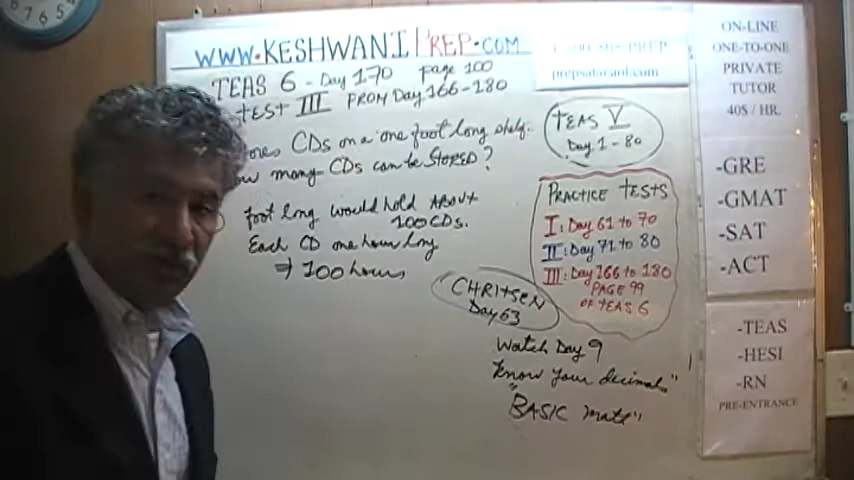 WWW.KESHWANIPREP.COM
TEAS 6 - Day 170 page 100
TEST III FROM Day 166-180
CDs on a one foot long shelf.
many CDs can be STORED?
foot long would hold ABOUT
100 CDs.
Each CD one hour long
⇒ 100 hours
prepsatoranl.com
TEAS V
Day 1 - 80
PRACTICE TESTS
I: Day 61 to 70
II: Day 71 to 80
III: Day 166 to 180
PAGE 99
OF TEAS 6
CHRITSEN
Day 63
Watch Day 9
"Know your decimals"
"BASIC math"
ON-LINE
ONE-TO-ONE
PRIVATE
TUTOR
40$ / HR.
-GRE
-GMAT
-SAT
-ACT
-TEAS
-HESI
-RN
PRE-ENTRANCE
7 6 5